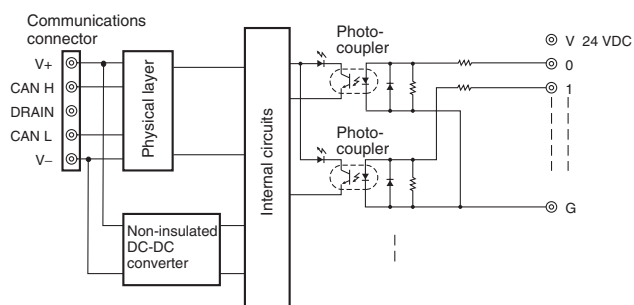 Communications
connector
V+
CAN H
DRAIN
CAN L
V–
Physical layer
Non-insulated
DC-DC
converter
Internal circuits
Photo-
coupler
Photo-
coupler
V 24 VDC
0
1
G